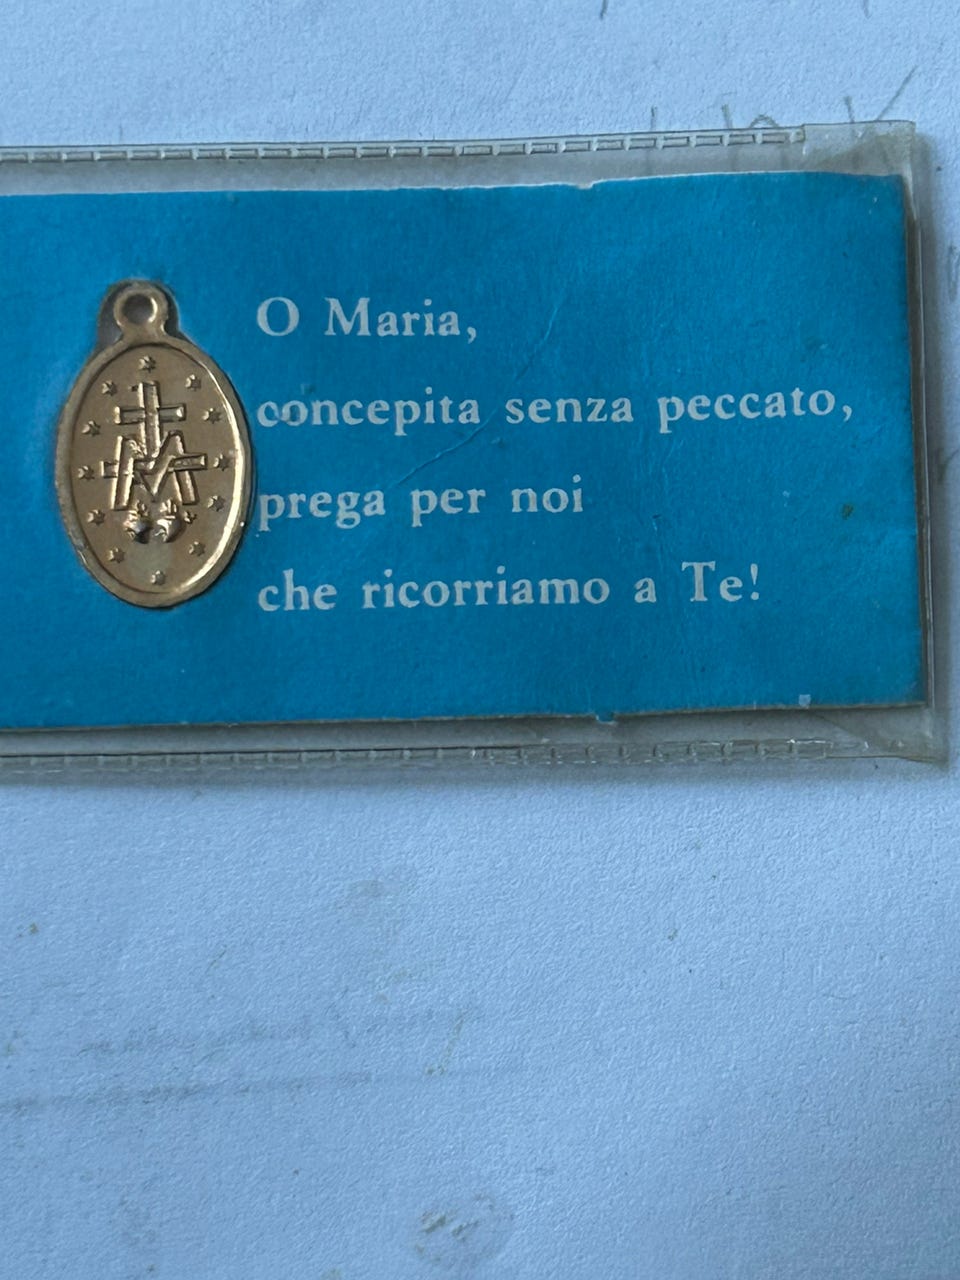 O Maria,
concepita senza peccato,
prega per noi
che ricorriamo a Te!